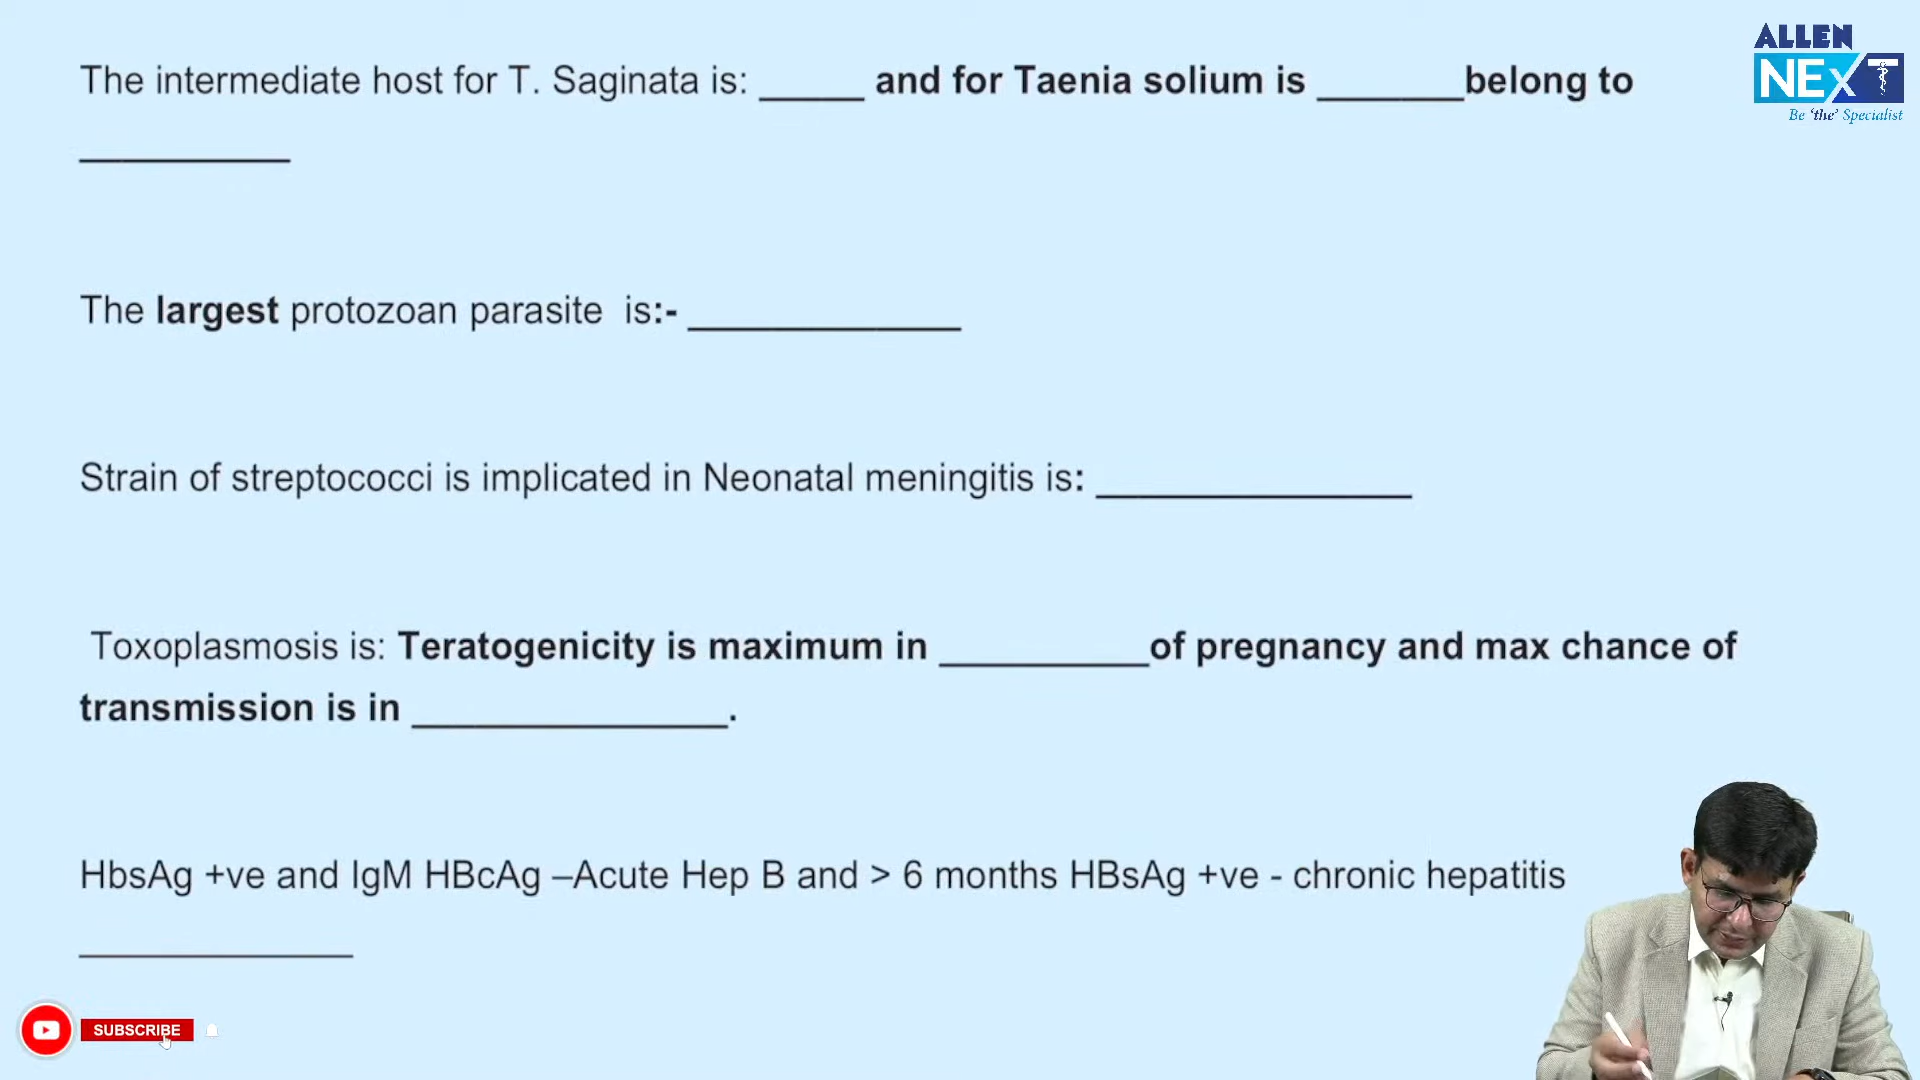 ALLEN
NEXT
Be 'the' Specialist
The intermediate host for T. Saginata is: _____ and for Taenia solium is _______belong to
__________
The largest protozoan parasite is:- _____________
Strain of streptococci is implicated in Neonatal meningitis is: _______________
Toxoplasmosis is: Teratogenicity is maximum in __________of pregnancy and max chance of
transmission is in _______________.
HbsAg +ve and IgM HBcAg –Acute Hep B and > 6 months HBsAg +ve - chronic hepatitis
_____________
SUBSCRIBE